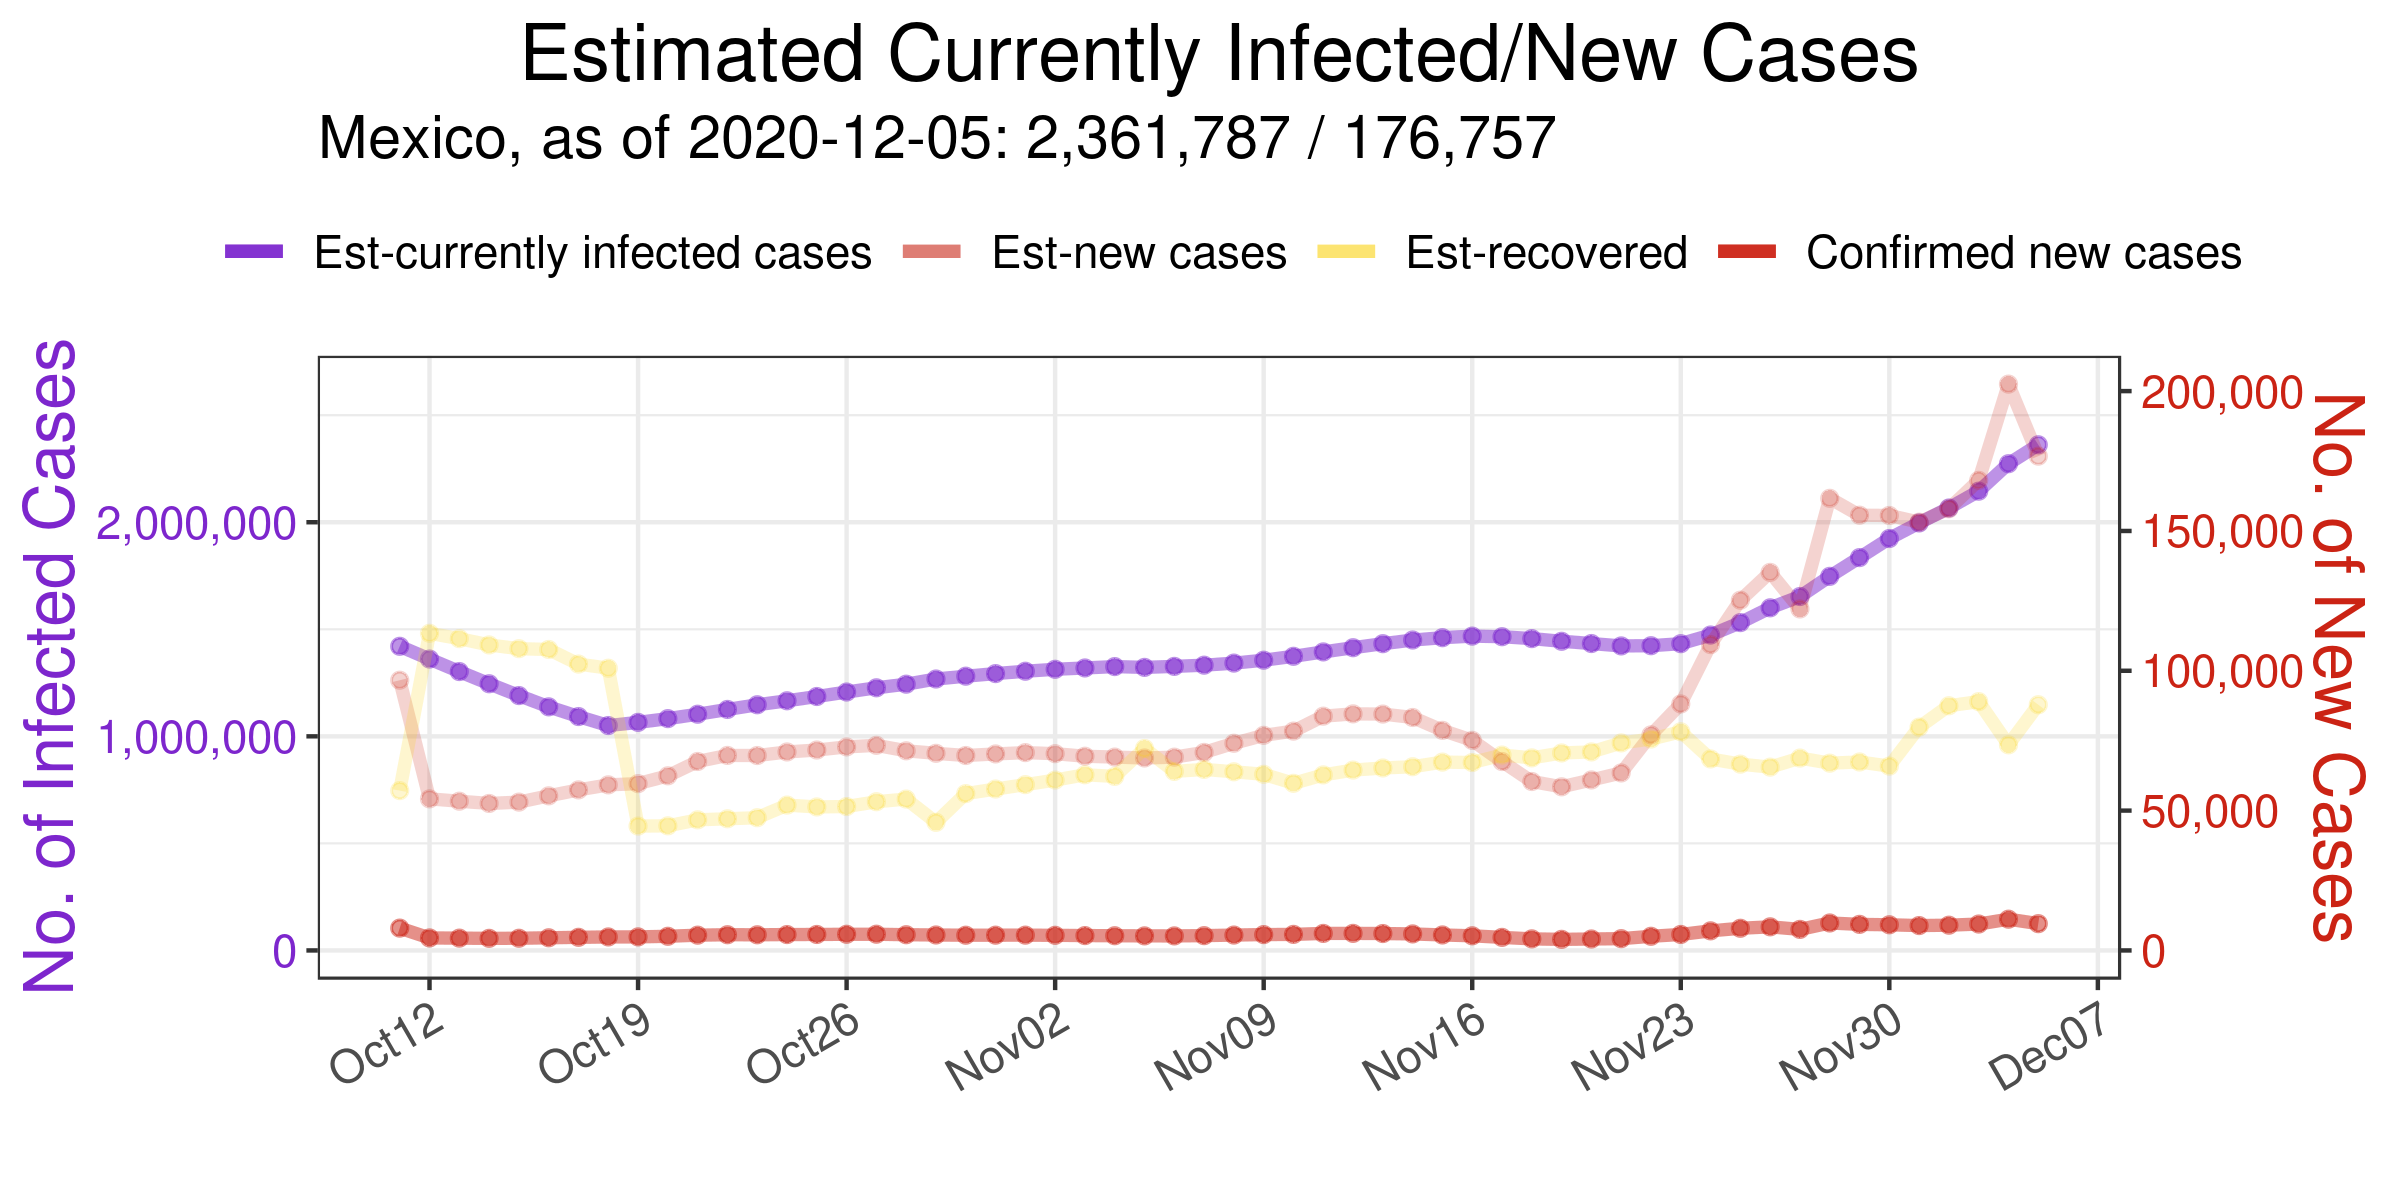 Estimated Currently Infected/New Cases
Mexico, as of 2020-12-05: 2,361,787 / 176,757
Est-currently infected cases Est-new cases Est-recovered Confirmed new cases
No. of Infected Cases
2,000,000
1,000,000
0
200,000
150,000
100,000
50,000
0
No. of New Cases
Oct12 Oct19 Oct26 Nov02 Nov09 Nov16 Nov23 Nov30 Dec07